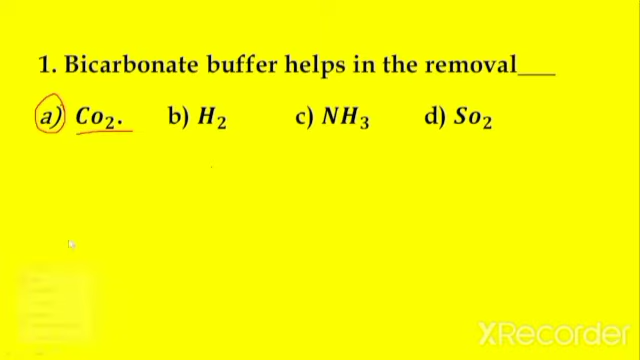 1. Bicarbonate buffer helps in the removal___
a) Co₂. b) H₂ c) NH₃ d) So₂
XRecorder